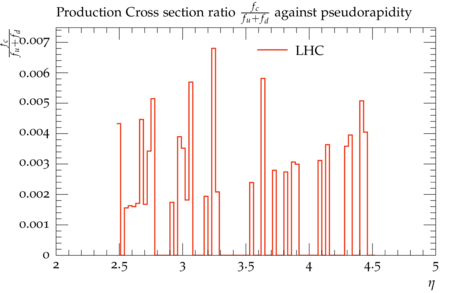 Production Cross section ratio f_c/(f_u+f_d) against pseudorapidity
f_c/(f_u+f_d)
LHC
0.007
0.006
0.005
0.004
0.003
0.002
0.001
0
2 2.5 3 3.5 4 4.5 5
η